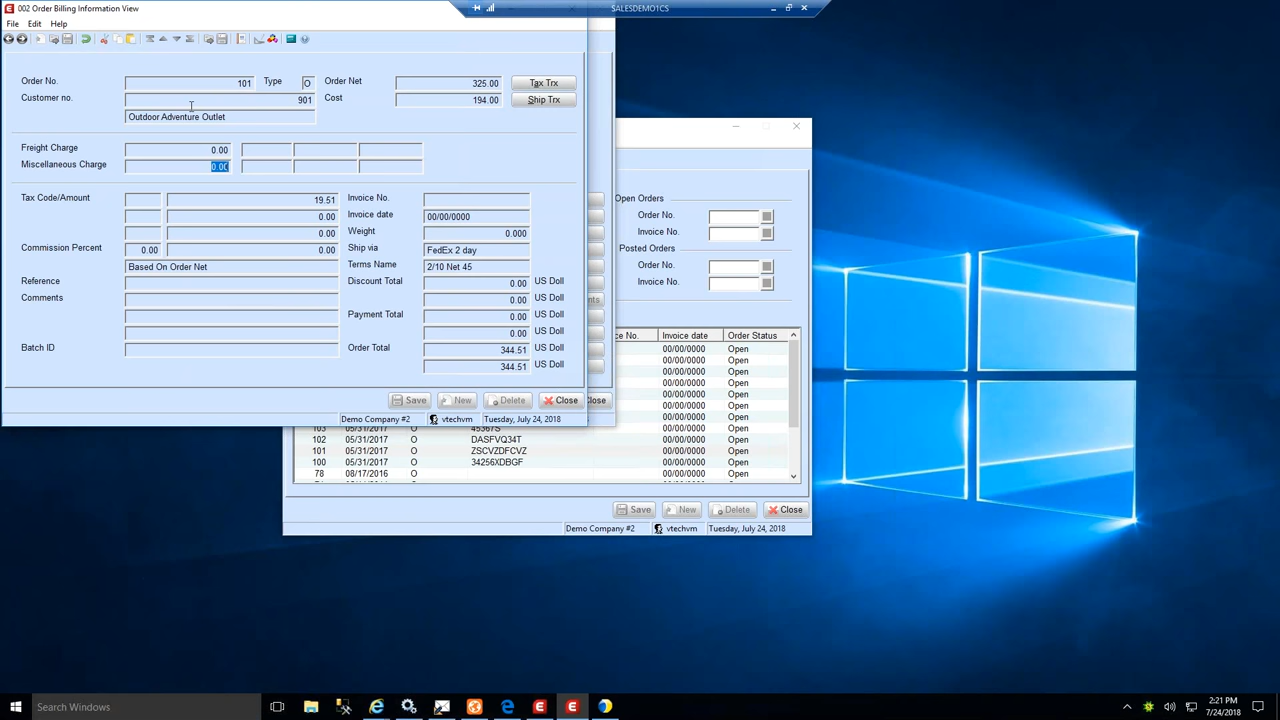 002 Order Billing Information View
SALESDEMO1CS
File Edit Help
Order No. 101 Type O Order Net 325.00 Tax Trx
Customer no. 901 Cost 194.00 Ship Trx
Outdoor Adventure Outlet
Freight Charge 0.00
Miscellaneous Charge 0.00
Tax Code/Amount 19.51 Invoice No.
0.00 Invoice date 00/00/0000
0.00 Weight 0.000
Commission Percent 0.00 0.00 Ship via FedEx 2 day
Based On Order Net Terms Name 2/10 Net 45
Reference Discount Total 0.00 US Doll
Comments 0.00 US Doll
Payment Total 0.00 US Doll
0.00 US Doll
Batch ID Order Total 344.51 US Doll
344.51 US Doll
Save New Delete Close
Demo Company #2 vtechvm Tuesday, July 24, 2018
Close
Open Orders
Order No.
Invoice No.
Posted Orders
Order No.
Invoice No.
nts
ce No. Invoice date Order Status
00/00/0000 Open
00/00/0000 Open
00/00/0000 Open
00/00/0000 Open
00/00/0000 Open
00/00/0000 Open
00/00/0000 Open
103 05/31/2017 O 45367S 00/00/0000 Open
102 05/31/2017 O DASFVQ34T 00/00/0000 Open
101 05/31/2017 O ZSCVZDFCVZ 00/00/0000 Open
100 05/31/2017 O 34256XDBGF 00/00/0000 Open
78 08/17/2016 O 00/00/0000 Open
Save New Delete Close
Demo Company #2 vtechvm Tuesday, July 24, 2018
Search Windows
2:21 PM
7/24/2018